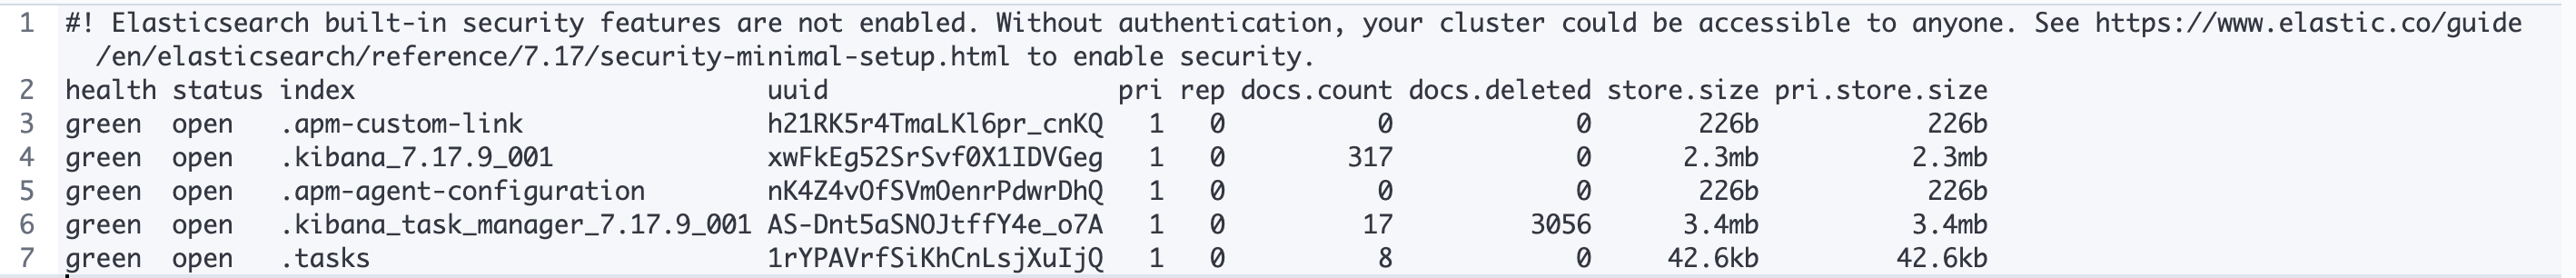 1 #! Elasticsearch built-in security features are not enabled. Without authentication, your cluster could be accessible to anyone. See https://www.elastic.co/guide
/en/elasticsearch/reference/7.17/security-minimal-setup.html to enable security.
2 health status index uuid pri rep docs.count docs.deleted store.size pri.store.size
3 green open .apm-custom-link h21RK5r4TmaLKl6pr_cnKQ 1 0 0 0 226b 226b
4 green open .kibana_7.17.9_001 xwFkEg52SrSvf0X1IDVGeg 1 0 317 0 2.3mb 2.3mb
5 green open .apm-agent-configuration nK4Z4vOfSVmOenrPdwrDhQ 1 0 0 0 226b 226b
6 green open .kibana_task_manager_7.17.9_001 AS-Dnt5aSNOJtffY4e_o7A 1 0 17 3056 3.4mb 3.4mb
7 green open .tasks 1rYPAVrfSiKhCnLsjXuIjQ 1 0 8 0 42.6kb 42.6kb